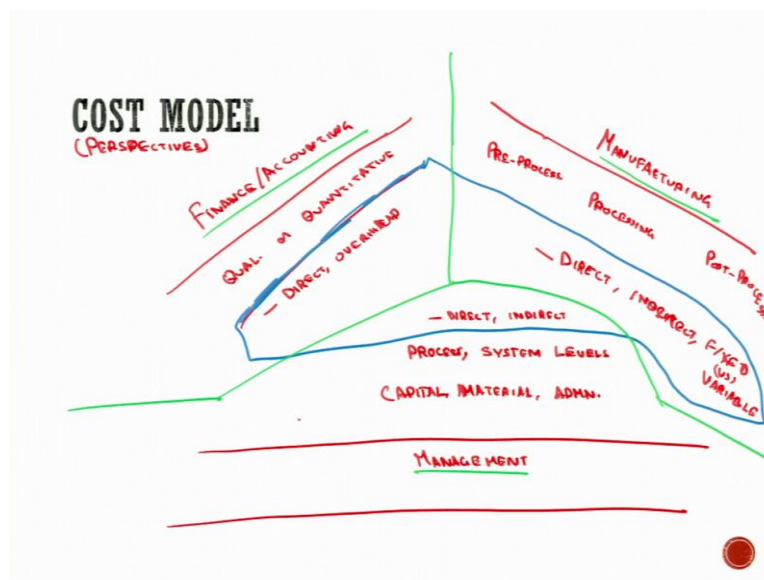 COST MODEL
(PERSPECTIVES)
FINANCE/ACCOUNTING
QUAL. OR QUANTITATIVE
— DIRECT, OVERHEAD
MANUFACTURING
PRE-PROCESS
PROCESSING
POST-PROCESS
— DIRECT, INDIRECT, FIXED
(VS)
VARIABLE
— DIRECT, INDIRECT
PROCESS, SYSTEM LEVELS
CAPITAL, MATERIAL, ADMN.
MANAGEMENT